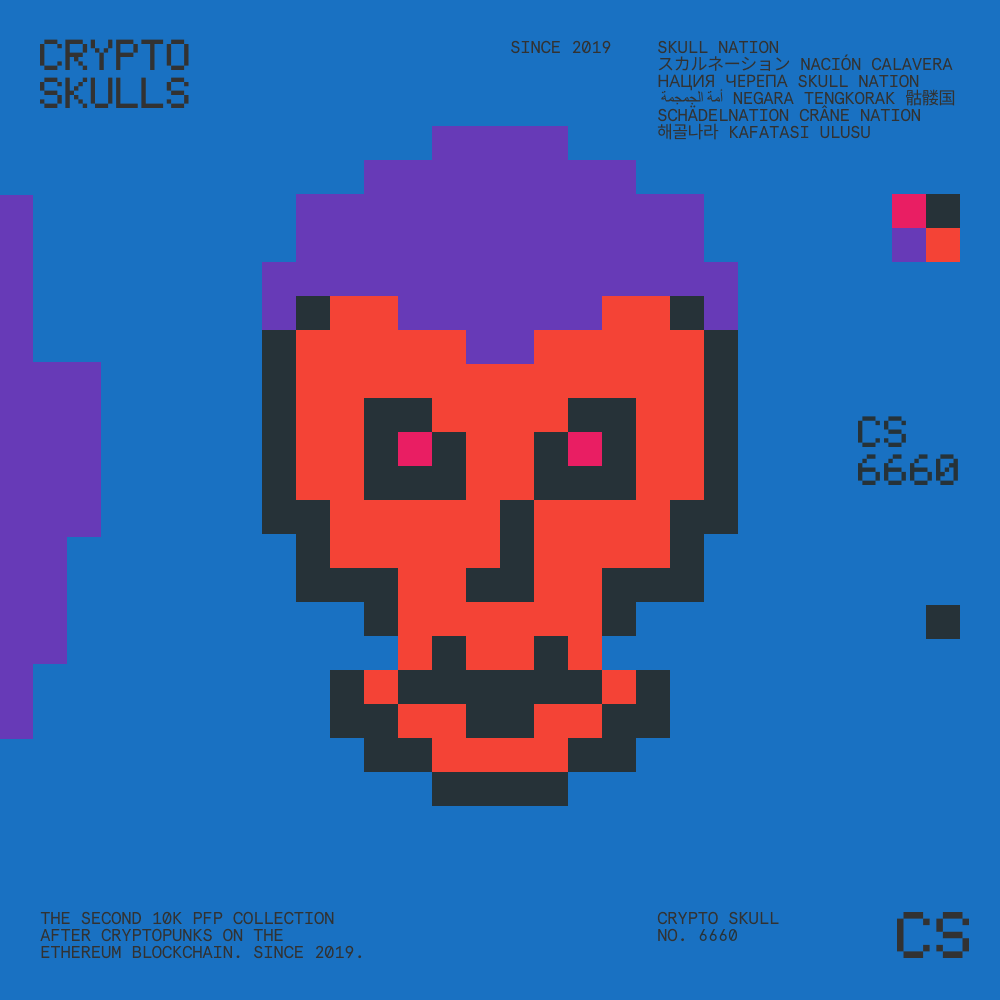 CRYPTO
SKULLS
SINCE 2019
SKULL NATION
スカルネーション NACIÓN CALAVERA
НАЦИЯ ЧЕРЕПА SKULL NATION
أمة الجمجمة NEGARA TENGKORAK 骷髅国
SCHÄDELNATION CRÂNE NATION
해골나라 KAFATASI ULUSU
CS
6660
THE SECOND 10K PFP COLLECTION
AFTER CRYPTOPUNKS ON THE
ETHEREUM BLOCKCHAIN. SINCE 2019.
CRYPTO SKULL
NO. 6660
CS